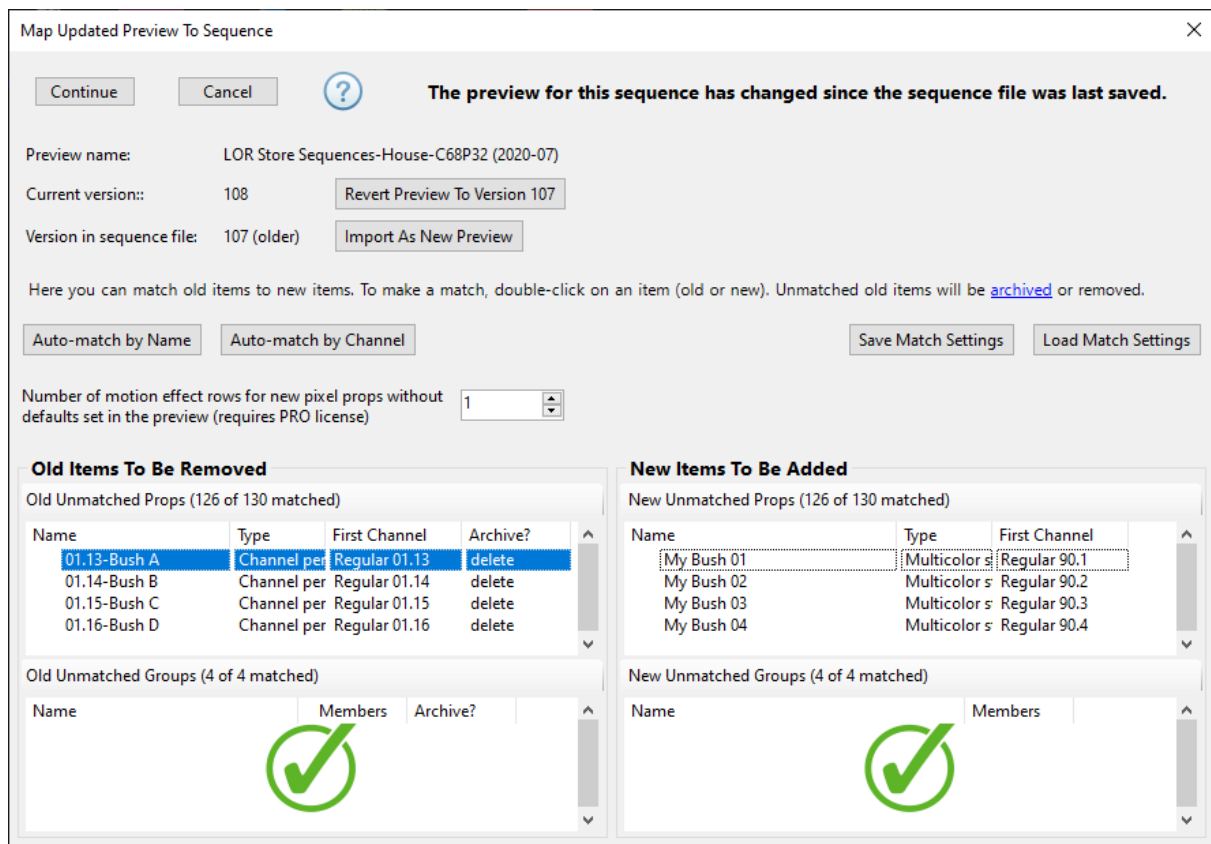 Map Updated Preview To Sequence
Continue
Cancel
?
The preview for this sequence has changed since the sequence file was last saved.
Preview name: LOR Store Sequences-House-C68P32 (2020-07)
Current version:: 108 Revert Preview To Version 107
Version in sequence file: 107 (older) Import As New Preview
Here you can match old items to new items. To make a match, double-click on an item (old or new). Unmatched old items will be archived or removed.
Auto-match by Name Auto-match by Channel Save Match Settings Load Match Settings
Number of motion effect rows for new pixel props without
defaults set in the preview (requires PRO license)
1
Old Items To Be Removed
Old Unmatched Props (126 of 130 matched)
Name Type First Channel Archive?
01.13-Bush A Channel per Regular 01.13 delete
01.14-Bush B Channel per Regular 01.14 delete
01.15-Bush C Channel per Regular 01.15 delete
01.16-Bush D Channel per Regular 01.16 delete
Old Unmatched Groups (4 of 4 matched)
Name Members Archive?
New Items To Be Added
New Unmatched Props (126 of 130 matched)
Name Type First Channel
My Bush 01 Multicolor s Regular 90.1
My Bush 02 Multicolor s Regular 90.2
My Bush 03 Multicolor s Regular 90.3
My Bush 04 Multicolor s Regular 90.4
New Unmatched Groups (4 of 4 matched)
Name Members